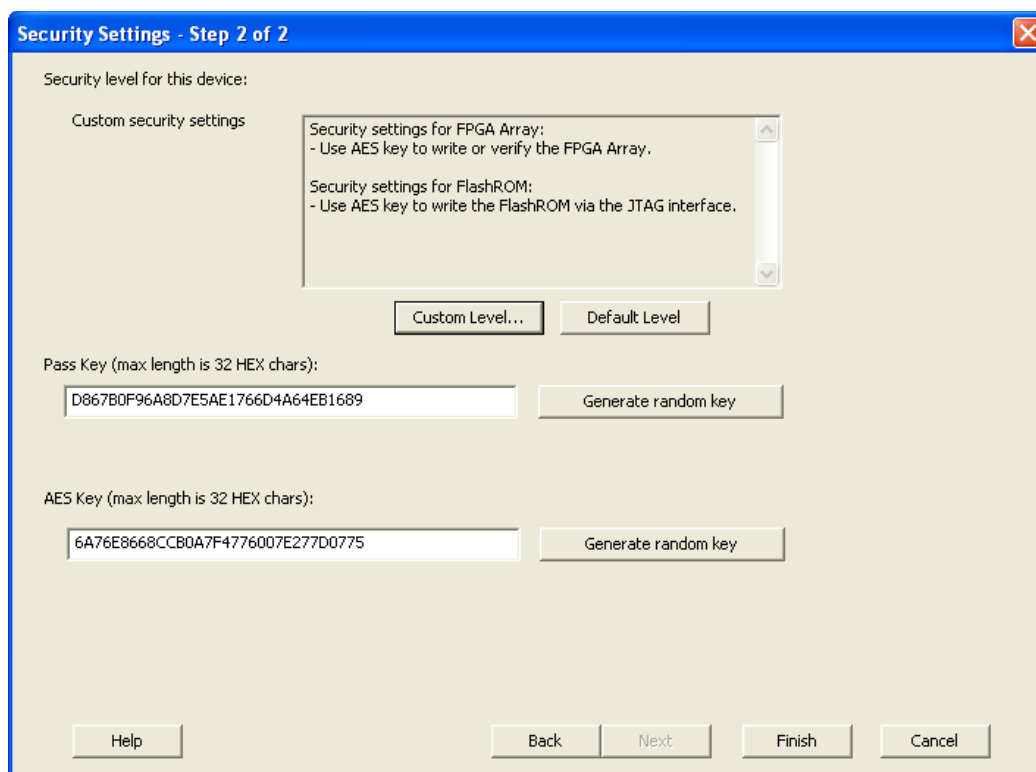 Security Settings - Step 2 of 2
Security level for this device:
Custom security settings
Security settings for FPGA Array:
- Use AES key to write or verify the FPGA Array.
Security settings for FlashROM:
- Use AES key to write the FlashROM via the JTAG interface.
Custom Level...
Default Level
Pass Key (max length is 32 HEX chars):
D867B0F96A8D7E5AE1766D4A64EB1689
Generate random key
AES Key (max length is 32 HEX chars):
6A76E8668CCB0A7F4776007E277D0775
Generate random key
Help
Back
Next
Finish
Cancel